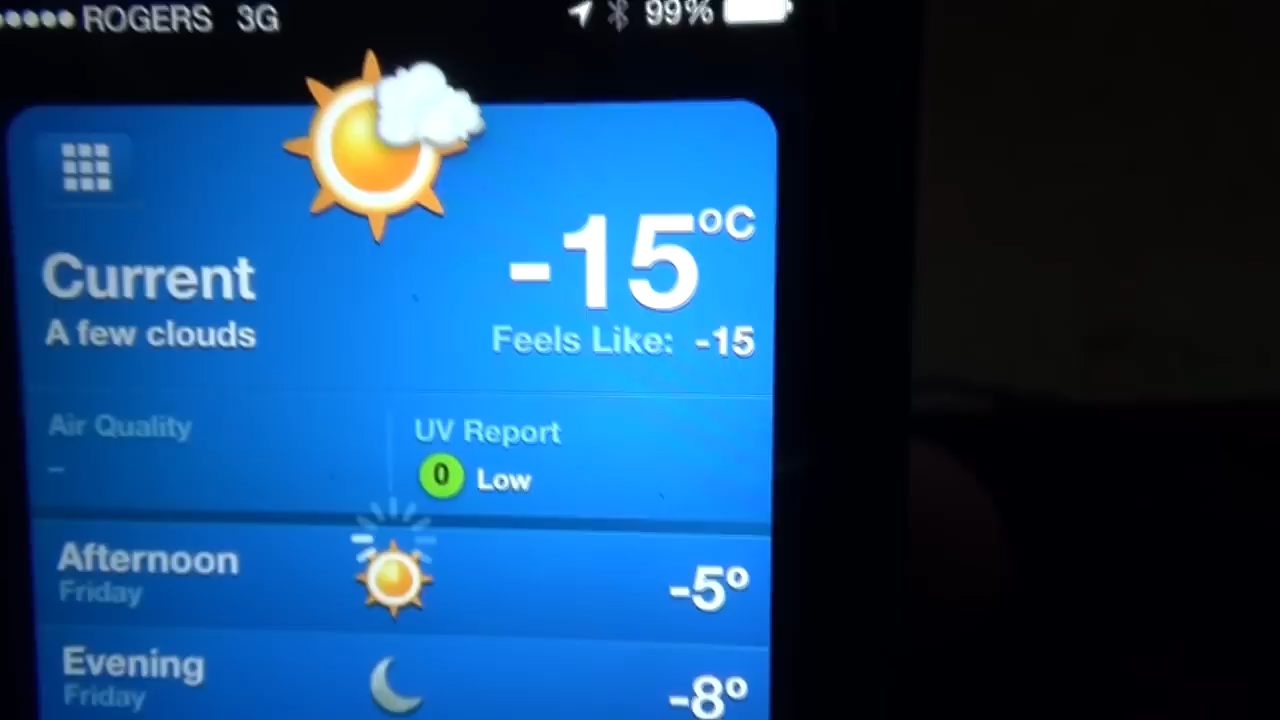 ROGERS 3G 99%
-15°C
Current
A few clouds
Feels Like: -15
Air Quality
–
UV Report
0 Low
Afternoon
Friday
-5°
Evening
Friday
-8°